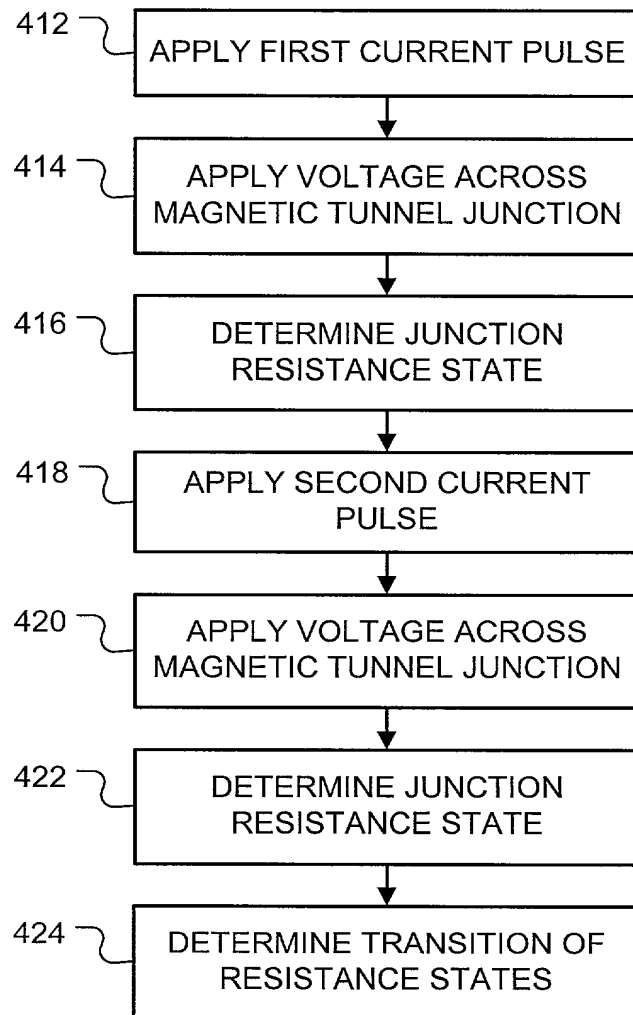 412
APPLY FIRST CURRENT PULSE
414
APPLY VOLTAGE ACROSS
MAGNETIC TUNNEL JUNCTION
416
DETERMINE JUNCTION
RESISTANCE STATE
418
APPLY SECOND CURRENT
PULSE
420
APPLY VOLTAGE ACROSS
MAGNETIC TUNNEL JUNCTION
422
DETERMINE JUNCTION
RESISTANCE STATE
424
DETERMINE TRANSITION OF
RESISTANCE STATES